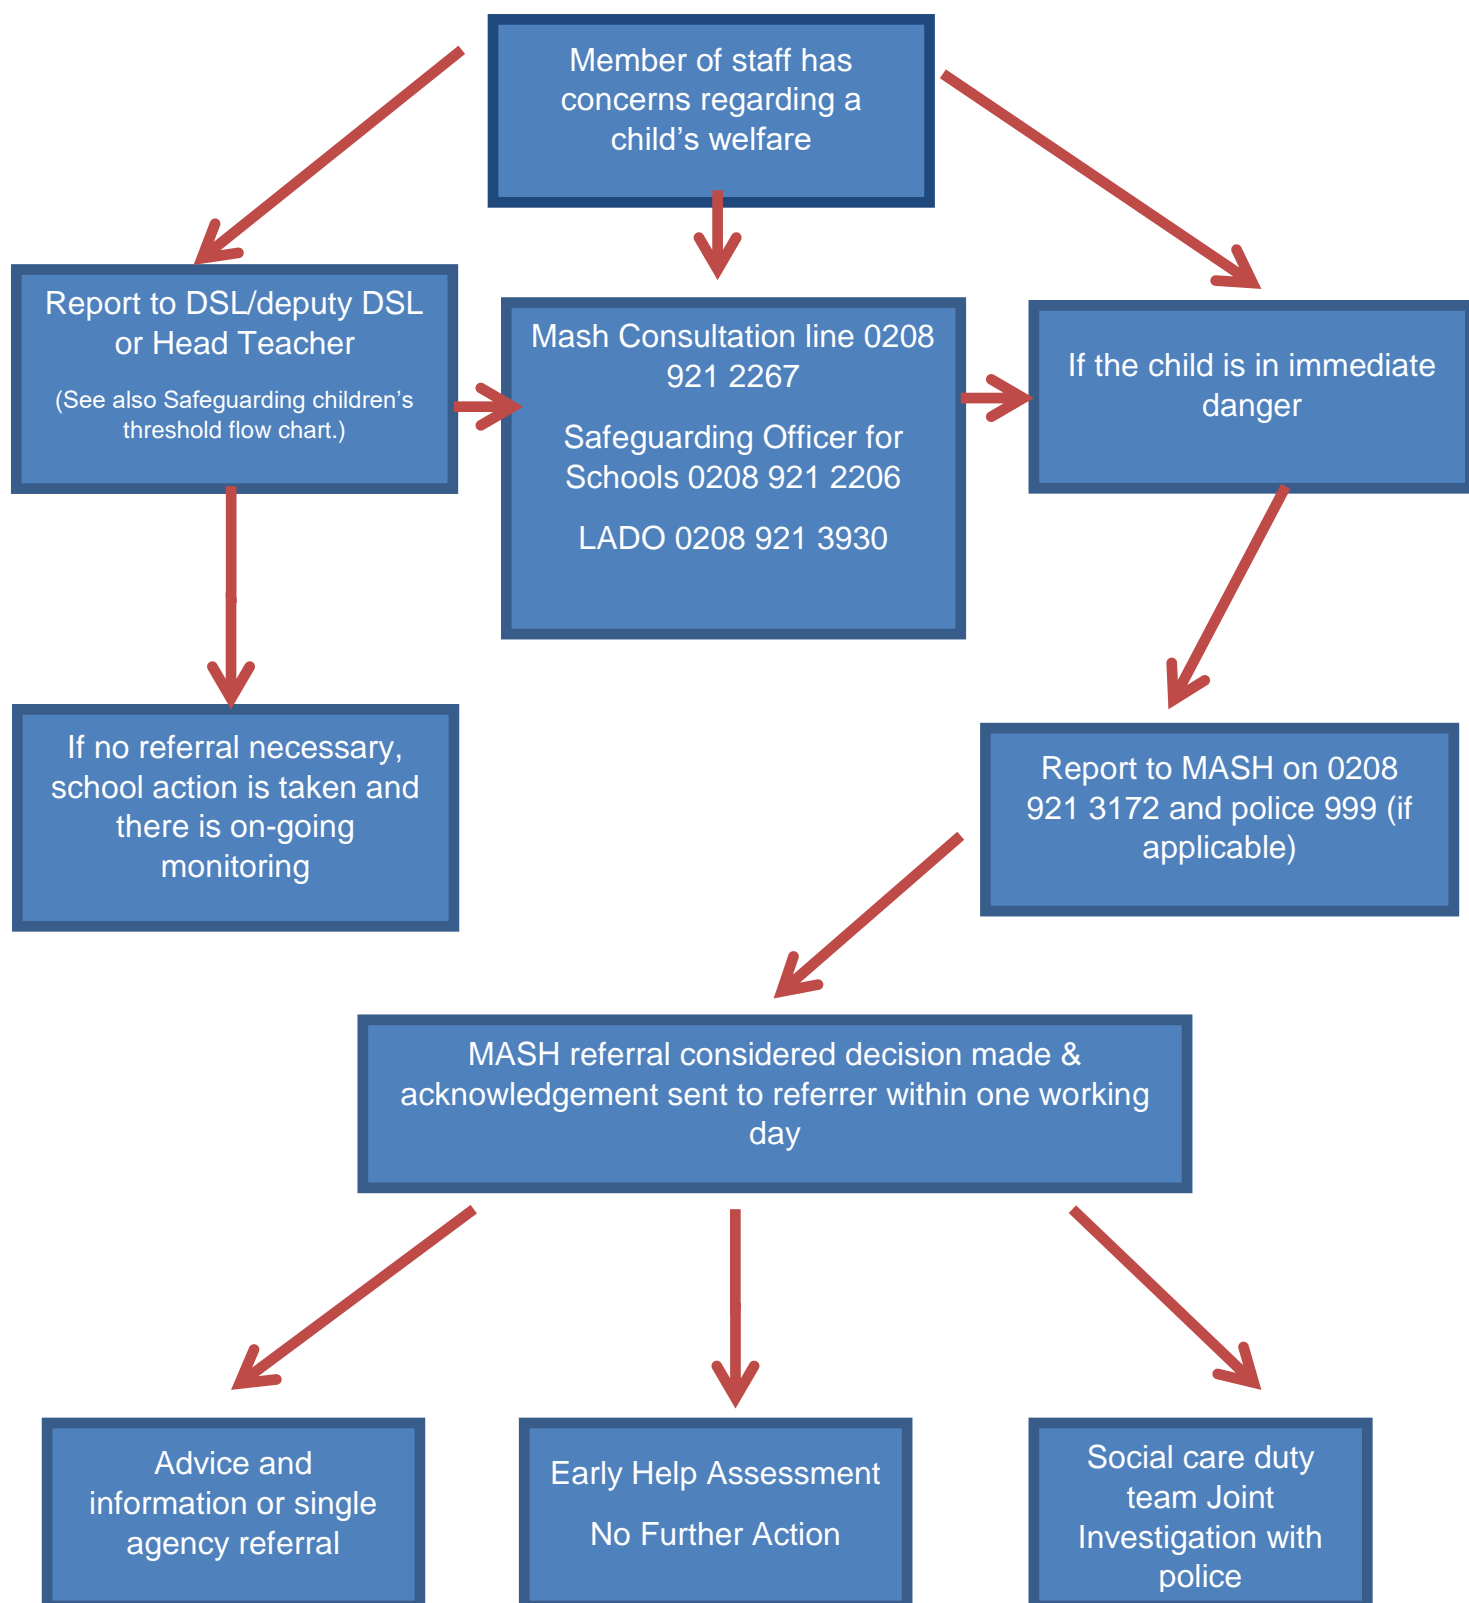 Member of staff has
concerns regarding a
child’s welfare
Report to DSL/deputy DSL
or Head Teacher
(See also Safeguarding children’s
threshold flow chart.)
Mash Consultation line 0208
921 2267
Safeguarding Officer for
Schools 0208 921 2206
LADO 0208 921 3930
If the child is in immediate
danger
If no referral necessary,
school action is taken and
there is on-going
monitoring
Report to MASH on 0208
921 3172 and police 999 (if
applicable)
MASH referral considered decision made &
acknowledgement sent to referrer within one working
day
Advice and
information or single
agency referral
Early Help Assessment
No Further Action
Social care duty
team Joint
Investigation with
police